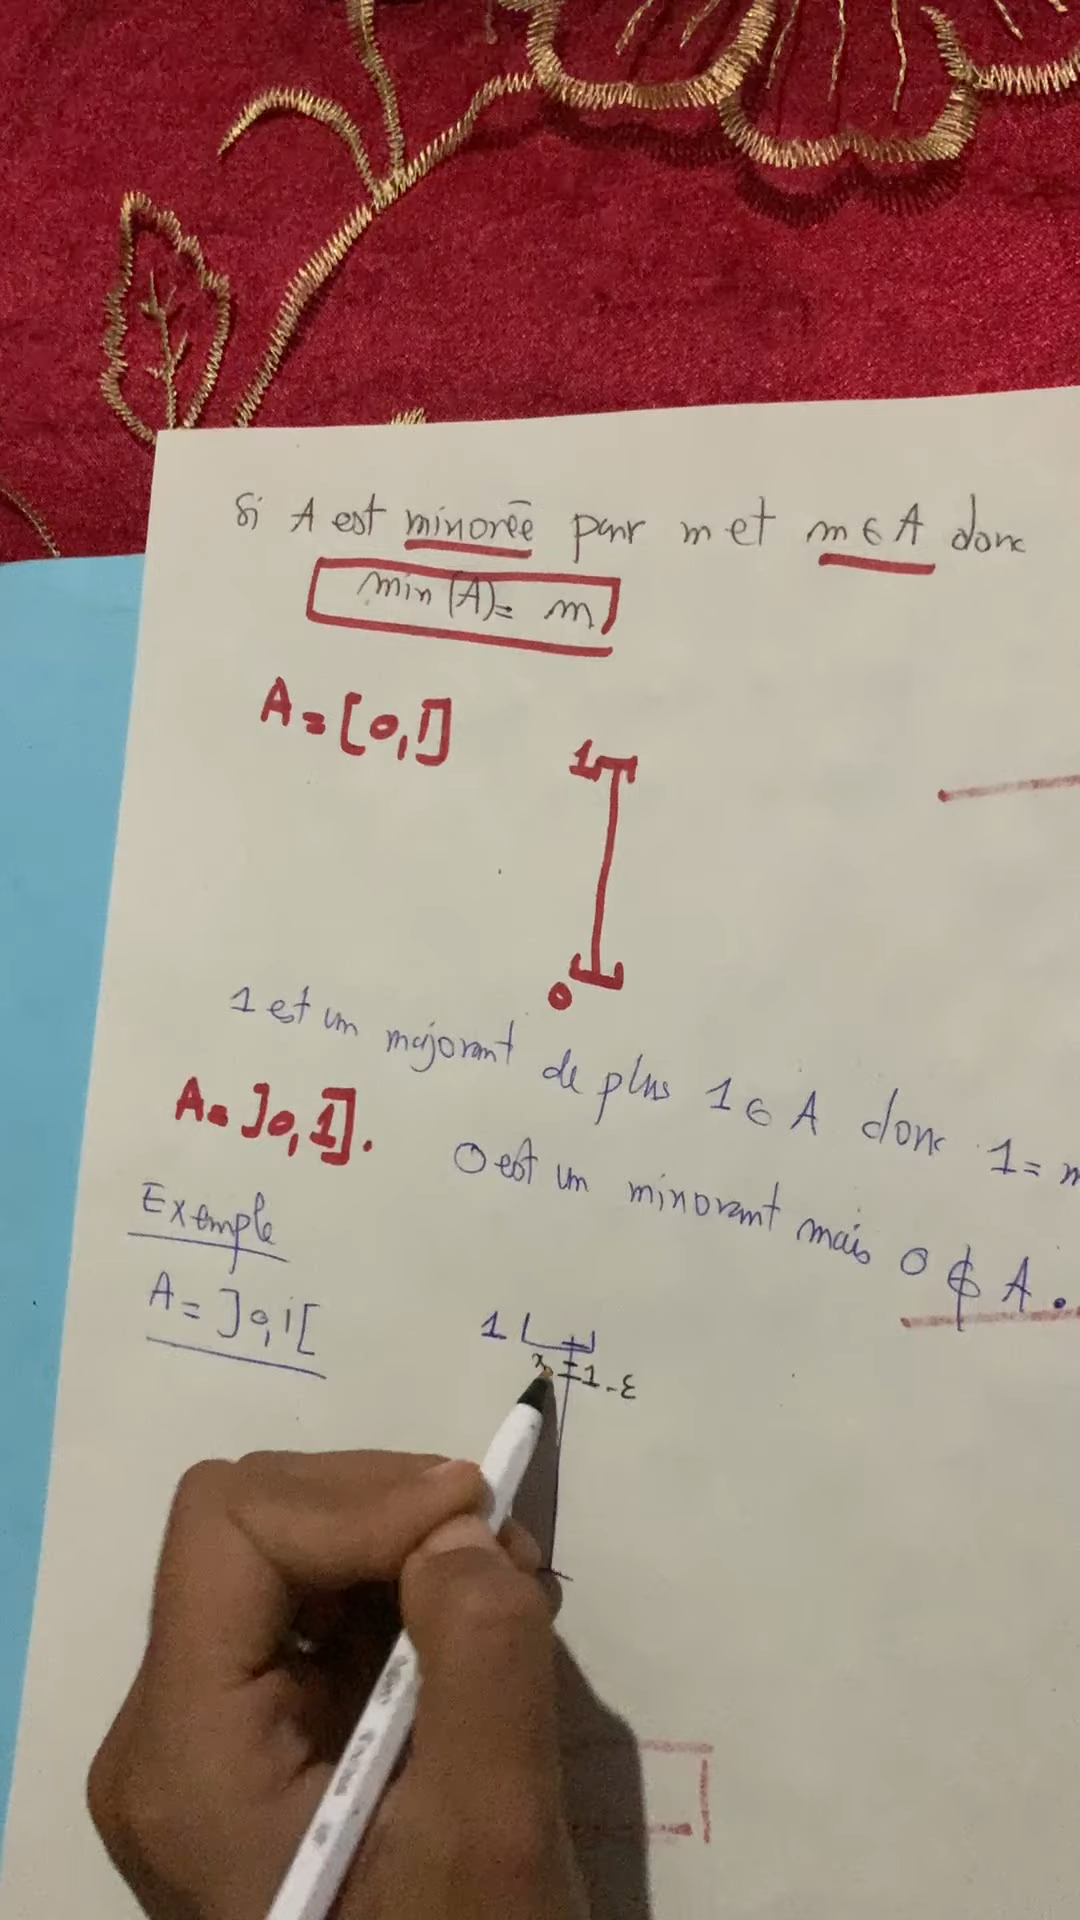 Si A est minorēe par m et m ∈ A donc
min (A) = m
A = [0,1]
1
0
1 est un majorant de plus 1 ∈ A donc 1 =
A = ]0,1].
0 est un minorant mais 0 ∉ A.
Exemple
A = ]0,1[
1
x 1-ε